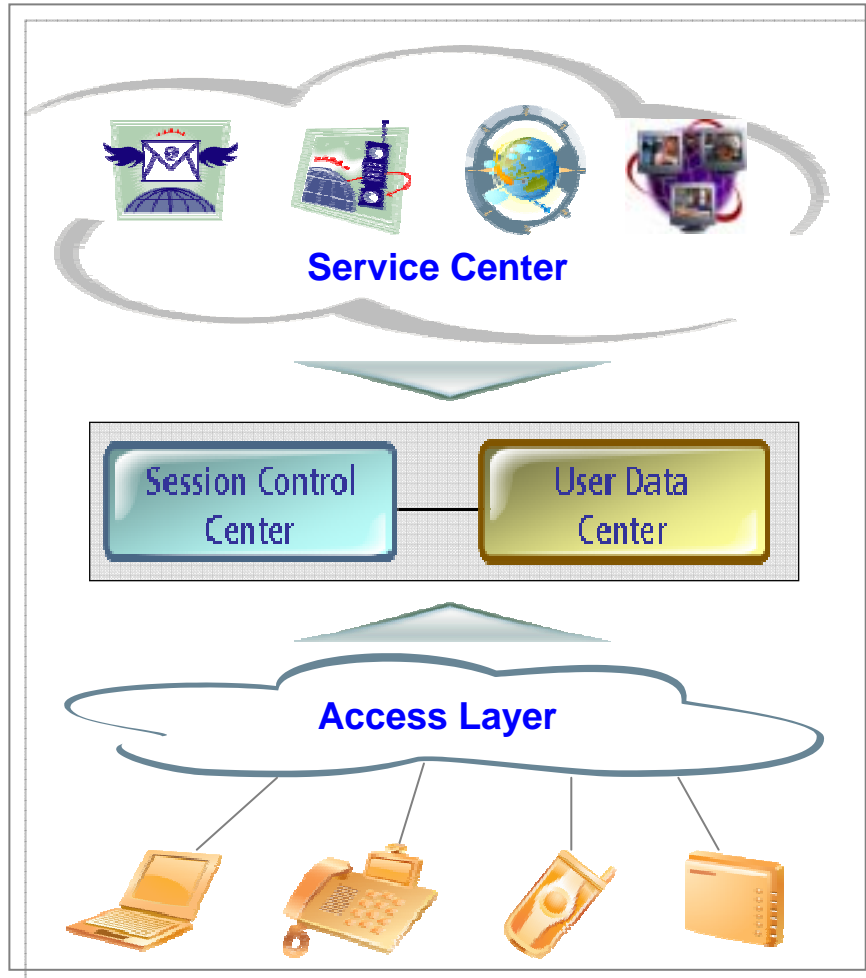 Service Center
Session Control
Center
User Data
Center
Access Layer